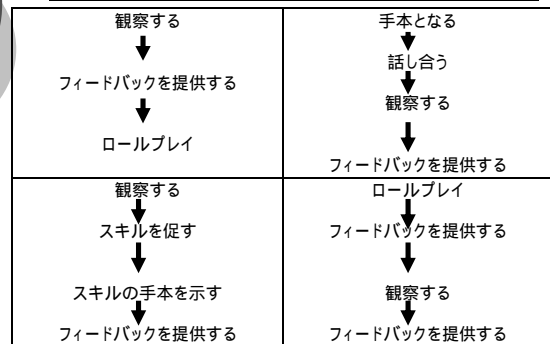 観察する
フィードバックを提供する
ロールプレイ
手本となる
話し合う
観察する
フィードバックを提供する
観察する
スキルを促す
スキルの手本を示す
フィードバックを提供する
ロールプレイ
フィードバックを提供する
観察する
フィードバックを提供する